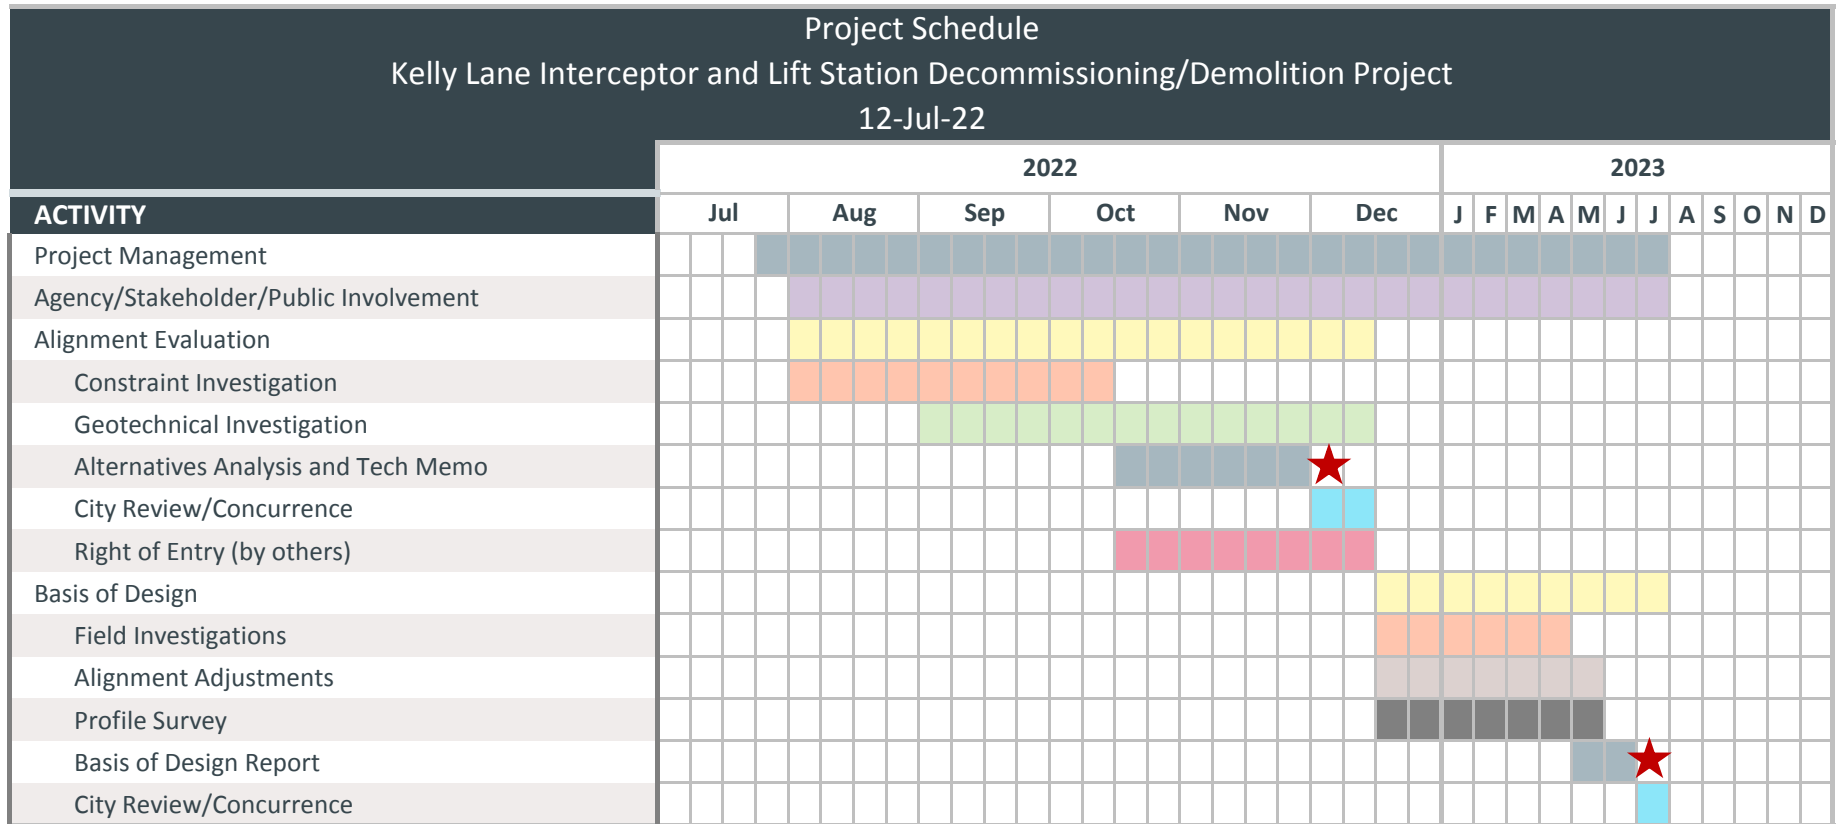 Project Schedule
Kelly Lane Interceptor and Lift Station Decommissioning/Demolition Project
12-Jul-22
2022 2023
ACTIVITY Jul Aug Sep Oct Nov Dec J F M A M J J A S O N D
Project Management
Agency/Stakeholder/Public Involvement
Alignment Evaluation
Constraint Investigation
Geotechnical Investigation
Alternatives Analysis and Tech Memo
City Review/Concurrence
Right of Entry (by others)
Basis of Design
Field Investigations
Alignment Adjustments
Profile Survey
Basis of Design Report
City Review/Concurrence